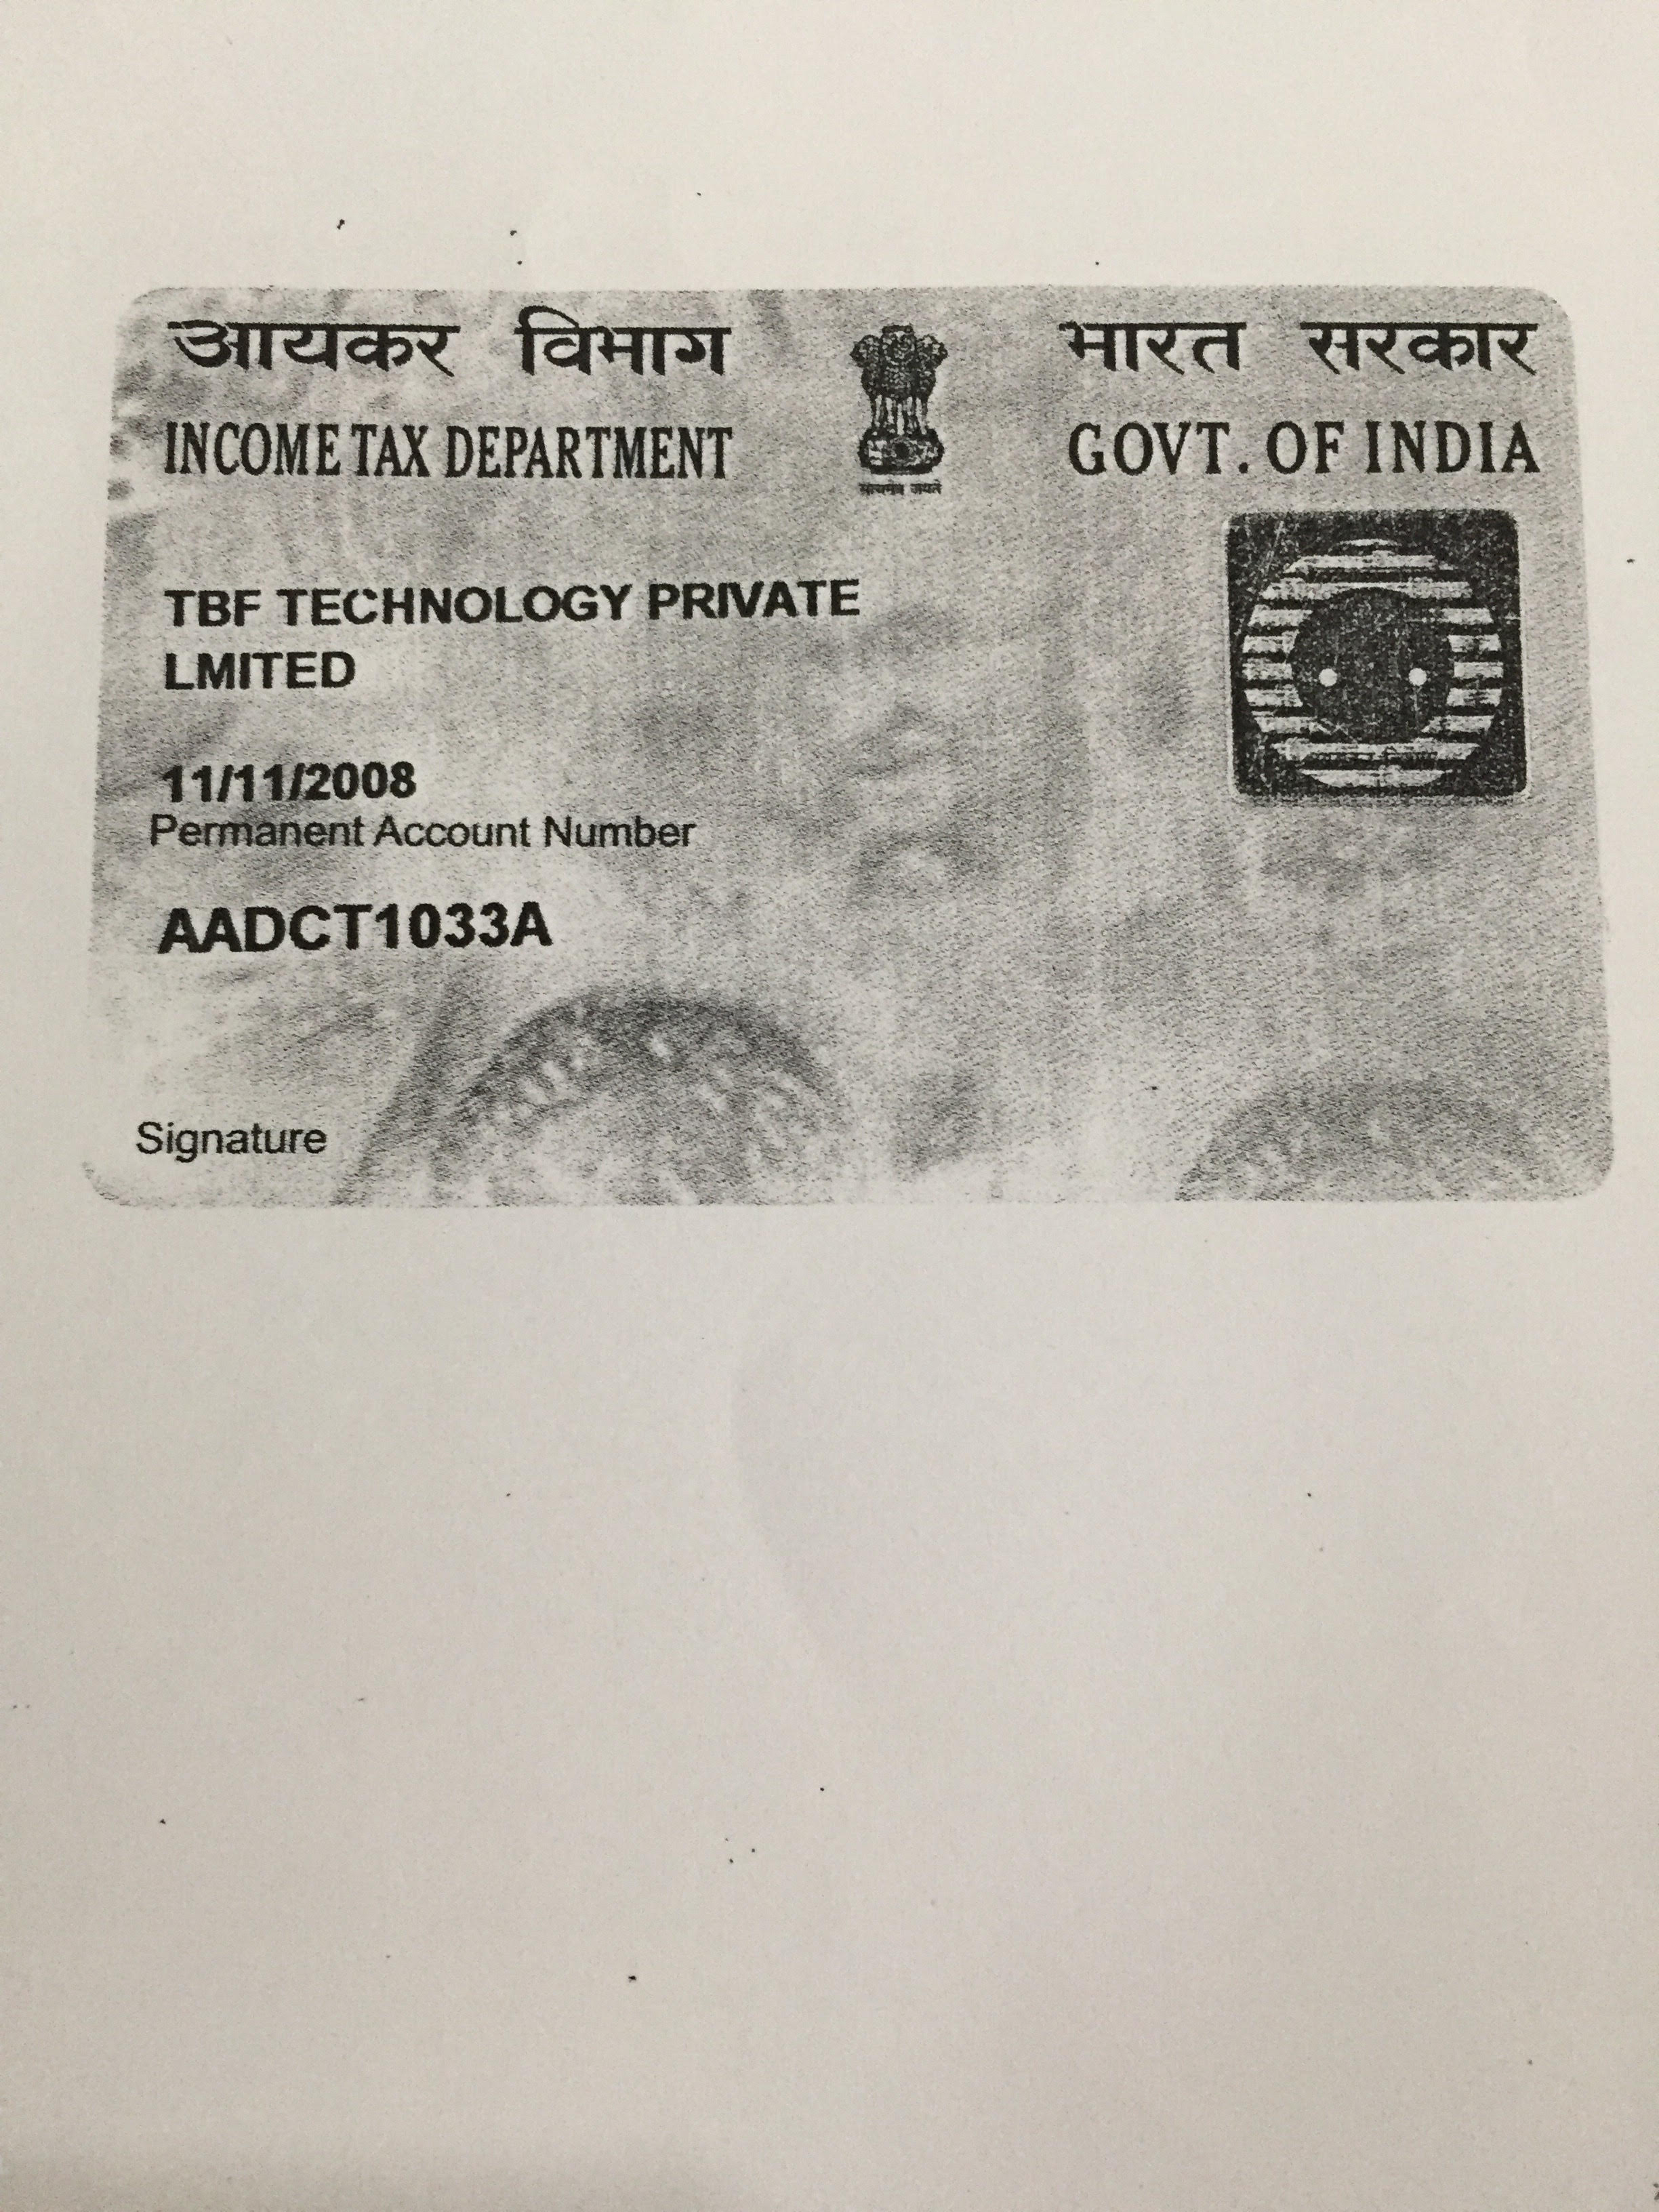 आयकर विभाग
भारत सरकार
INCOME TAX DEPARTMENT
GOVT. OF INDIA
सत्यमेव जयते
TBF TECHNOLOGY PRIVATE
LMITED
11/11/2008
Permanent Account Number
AADCT1033A
Signature